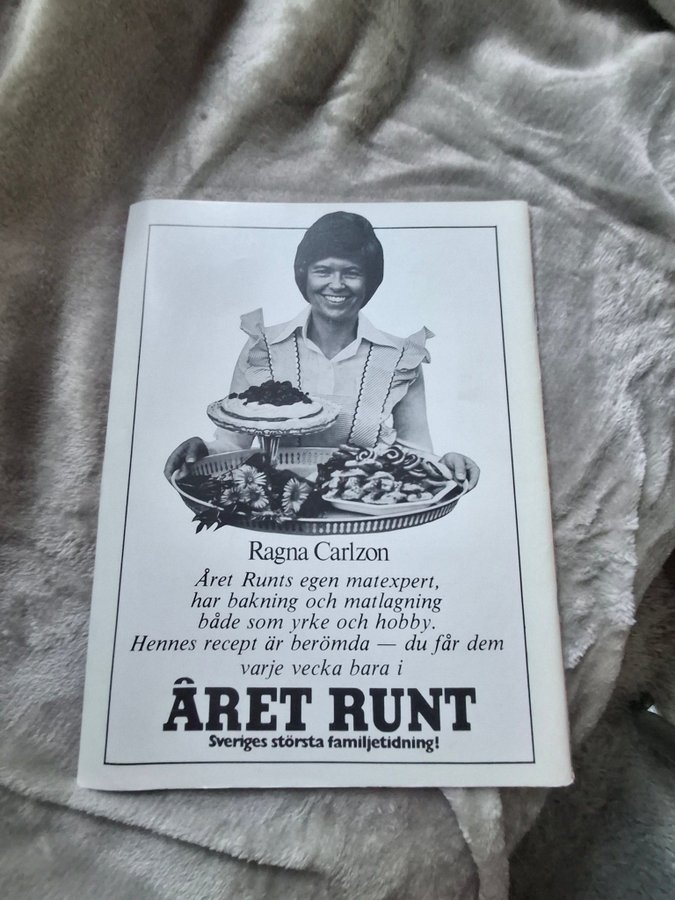 Ragna Carlzon
Året Runts egen matexpert,
har bakning och matlagning
både som yrke och hobby.
Hennes recept är berömda — du får dem
varje vecka bara i
ÅRET RUNT
Sveriges största familjetidning!